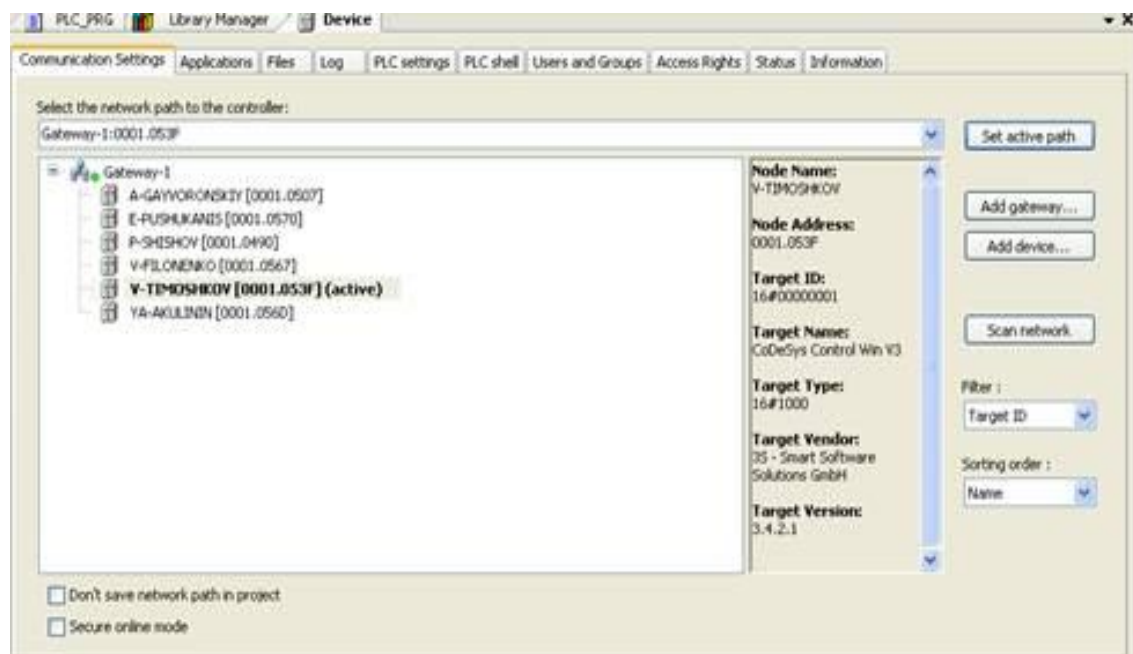 PLC_PRG Library Manager Device
Communication Settings Applications Files Log PLC settings PLC shell Users and Groups Access Rights Status Information
Select the network path to the controller:
Gateway-1:0001.053F
Set active path
Gateway-1
A-GAYVORONSKIY [0001.0507]
E-PUSHUKANIS [0001.0570]
P-SHISHOV [0001.0490]
V-FILONENKO [0001.0567]
V-TIMOSHKOV [0001.053F] (active)
YA-AKULININ [0001.056D]
Node Name:
V-TIMOSHKOV
Node Address:
0001.053F
Target ID:
16#00000001
Target Name:
CoDeSys Control Win V3
Target Type:
16#1000
Target Vendor:
3S - Smart Software
Solutions GmbH
Target Version:
3.4.2.1
Add gateway...
Add device...
Scan network
Filter :
Target ID
Sorting order :
Name
Don't save network path in project
Secure online mode